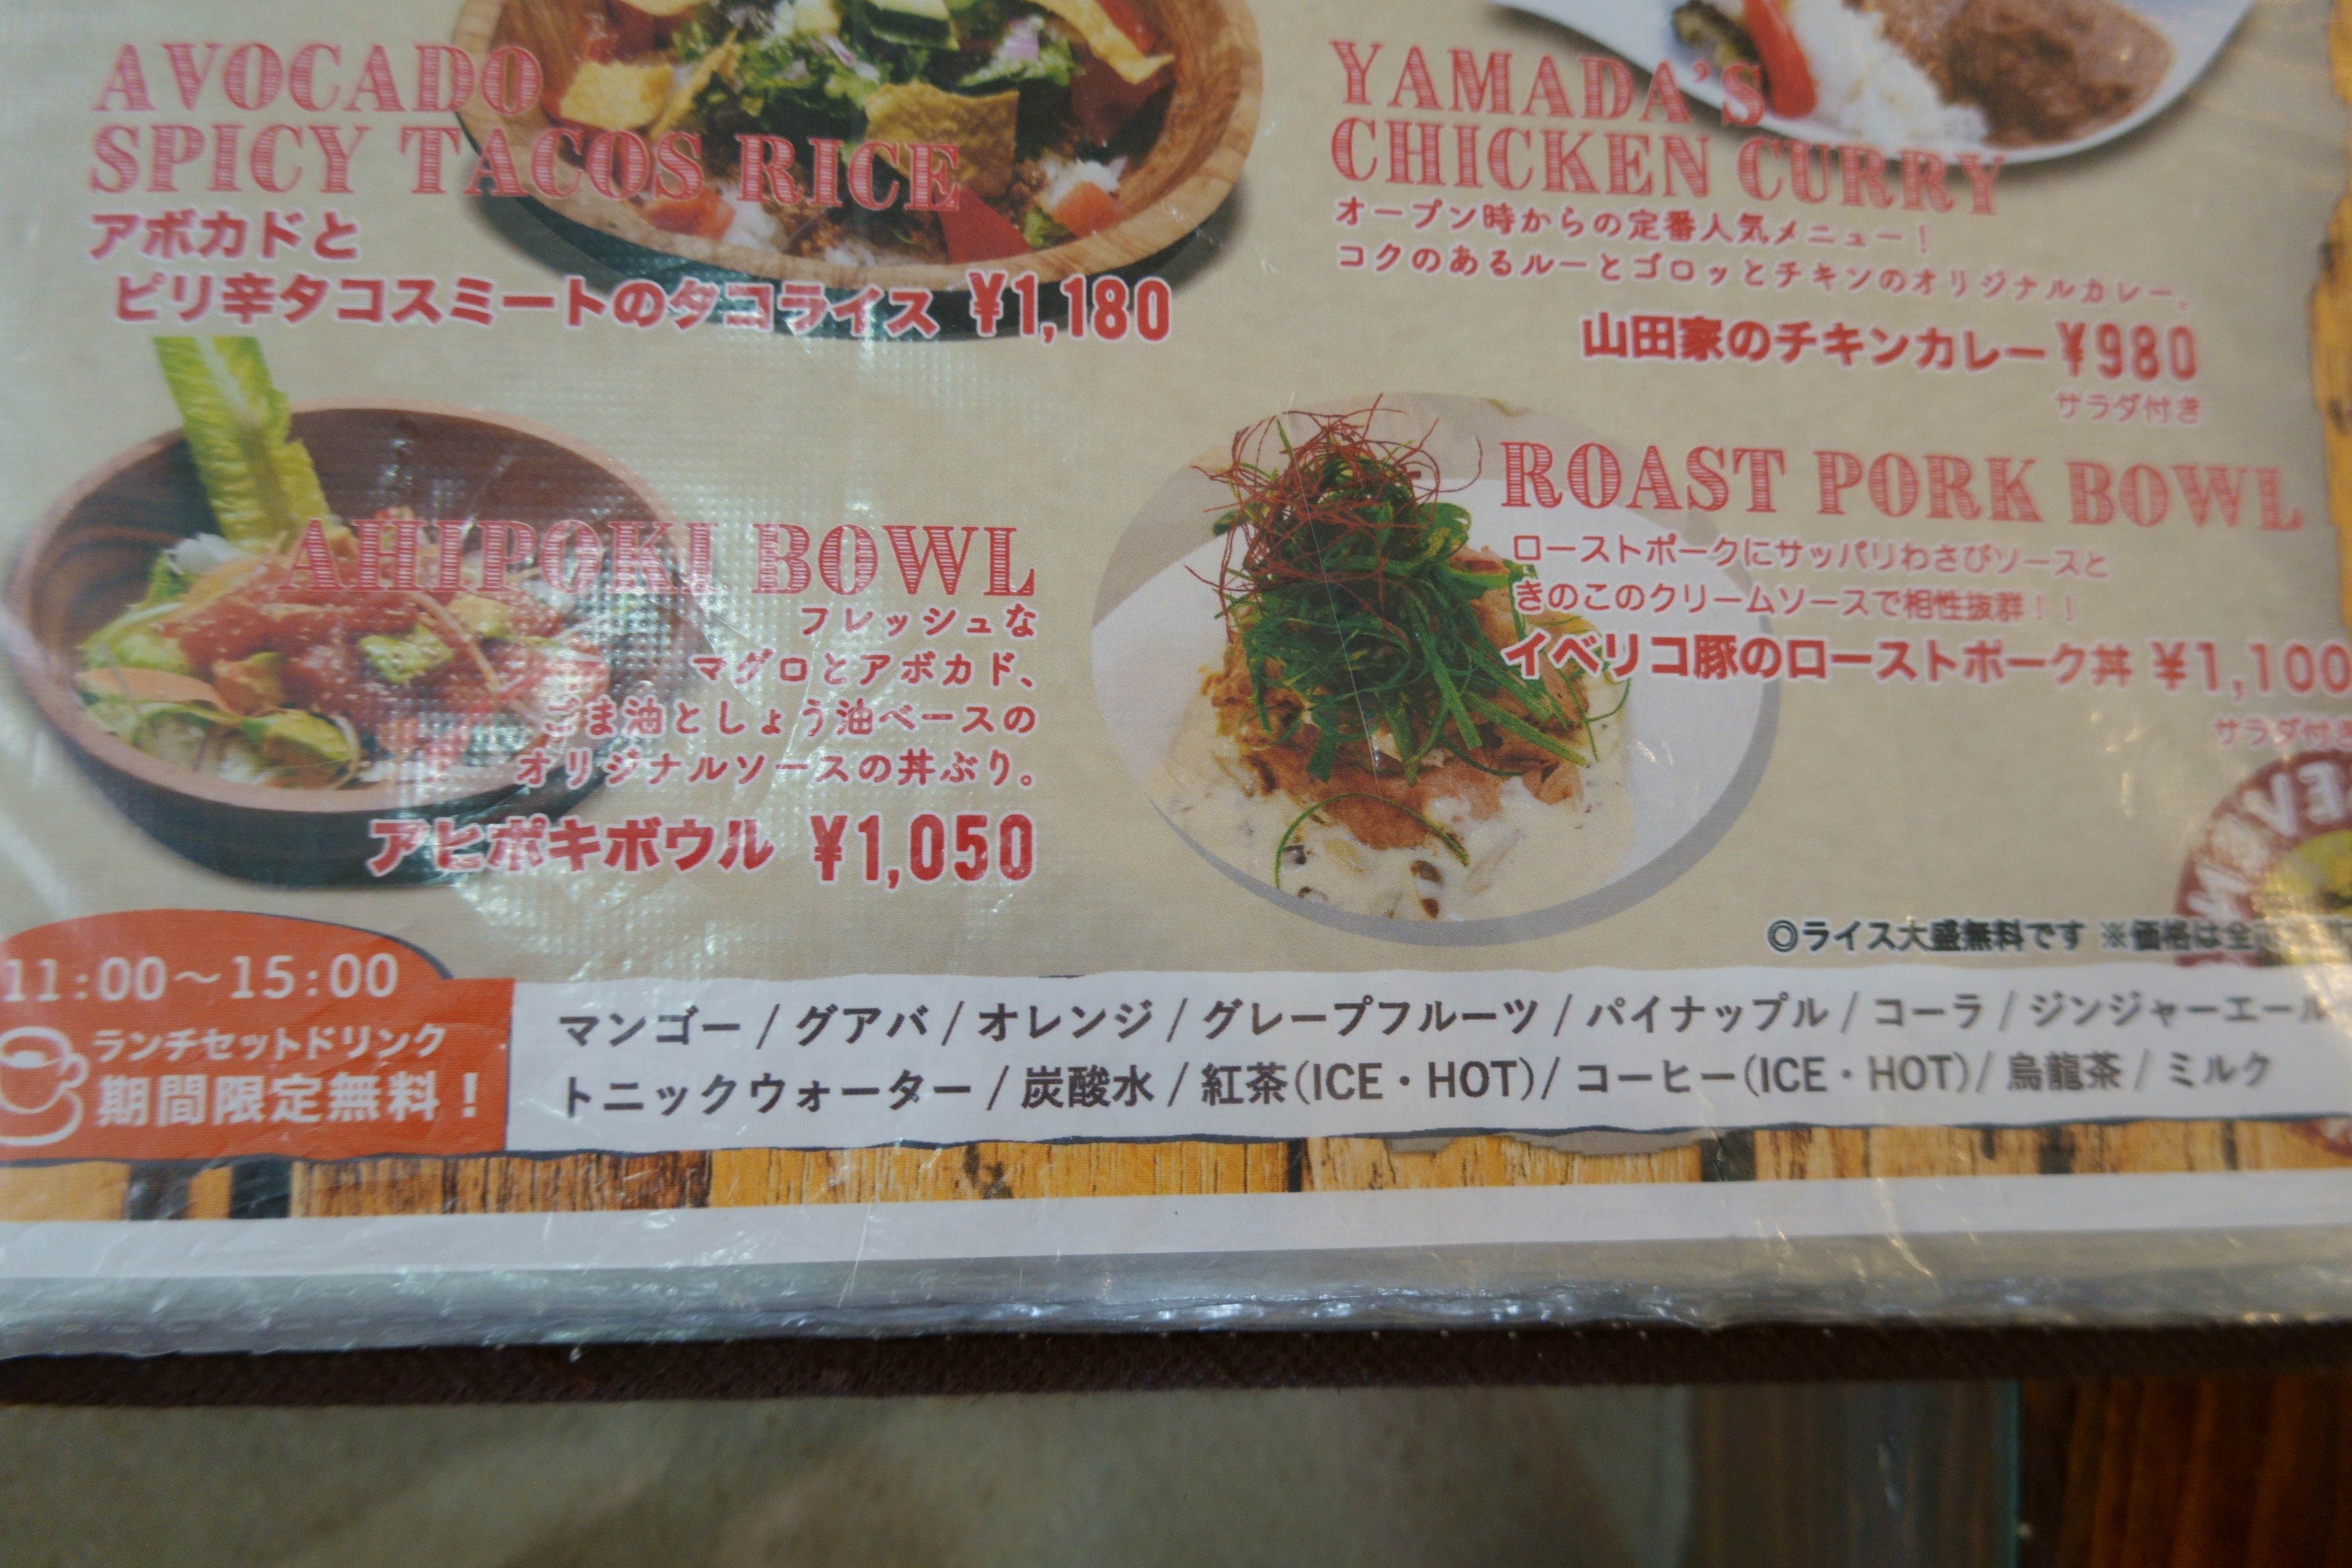 AVOCADO
SPICY TACOS RICE
アボカドと
ピリ辛タコスミートのタコライス ¥1,180
YAMADA'S
CHICKEN CURRY
オープン時からの定番人気メニュー！
コクのあるルーとゴロッとチキンのオリジナルカレー。
山田家のチキンカレー ¥980
サラダ付き
AHIPOKI BOWL
フレッシュな
マグロとアボカド、
ごま油としょう油ベースの
オリジナルソースの丼ぶり。
アヒポキボウル ¥1,050
ROAST PORK BOWL
ローストポークにサッパリわさびソースと
きのこのクリームソースで相性抜群！！
イベリコ豚のローストポーク丼 ¥1,100
サラダ付き
◎ライス大盛無料です ※価格は全
11:00～15:00
ランチセットドリンク
期間限定無料！
マンゴー / グアバ / オレンジ / グレープフルーツ / パイナップル / コーラ / ジンジャーエール
トニックウォーター / 炭酸水 / 紅茶(ICE・HOT)/ コーヒー(ICE・HOT)/ 烏龍茶 / ミルク